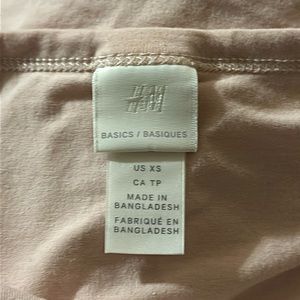 H&M
BASICS / BASIQUES
US XS
CA TP
MADE IN
BANGLADESH
FABRIQUÉ EN
BANGLADESH